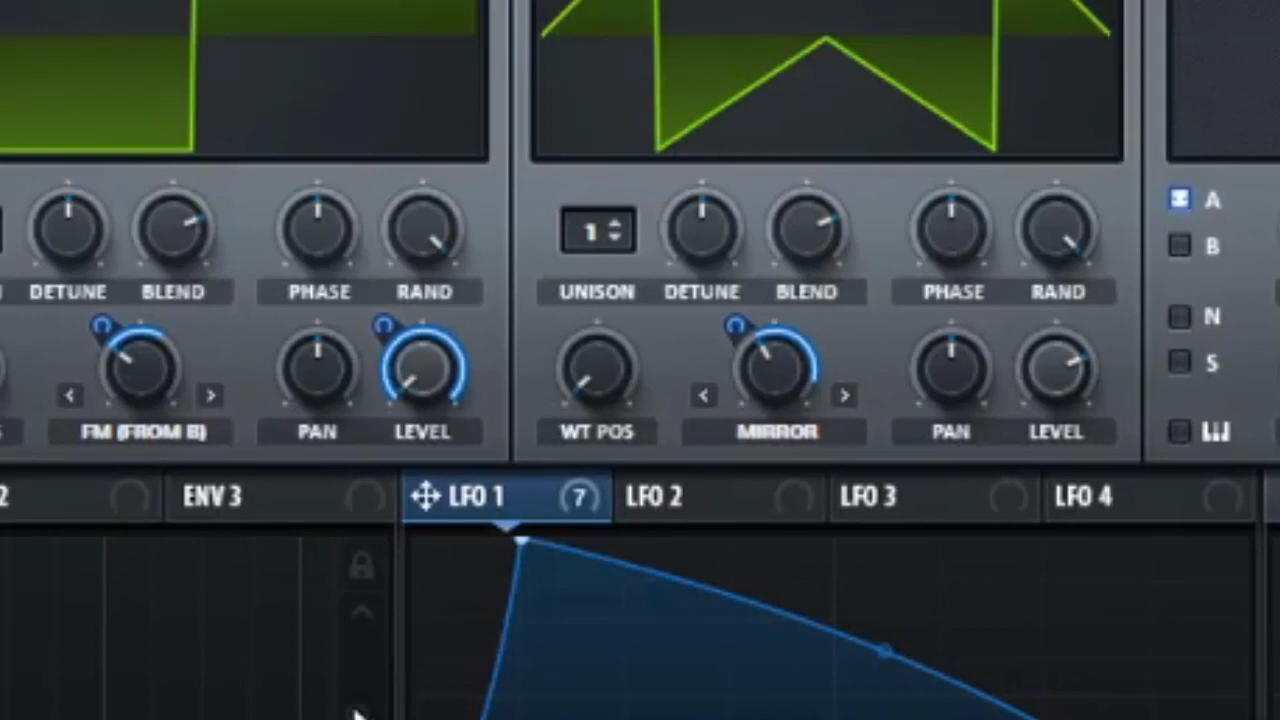 A
B
DETUNE BLEND PHASE RAND 1 UNISON DETUNE BLEND PHASE RAND
N
S
FM (FROM B) PAN LEVEL WT POS MIRROR PAN LEVEL
2 ENV 3 LFO 1 7 LFO 2 LFO 3 LFO 4